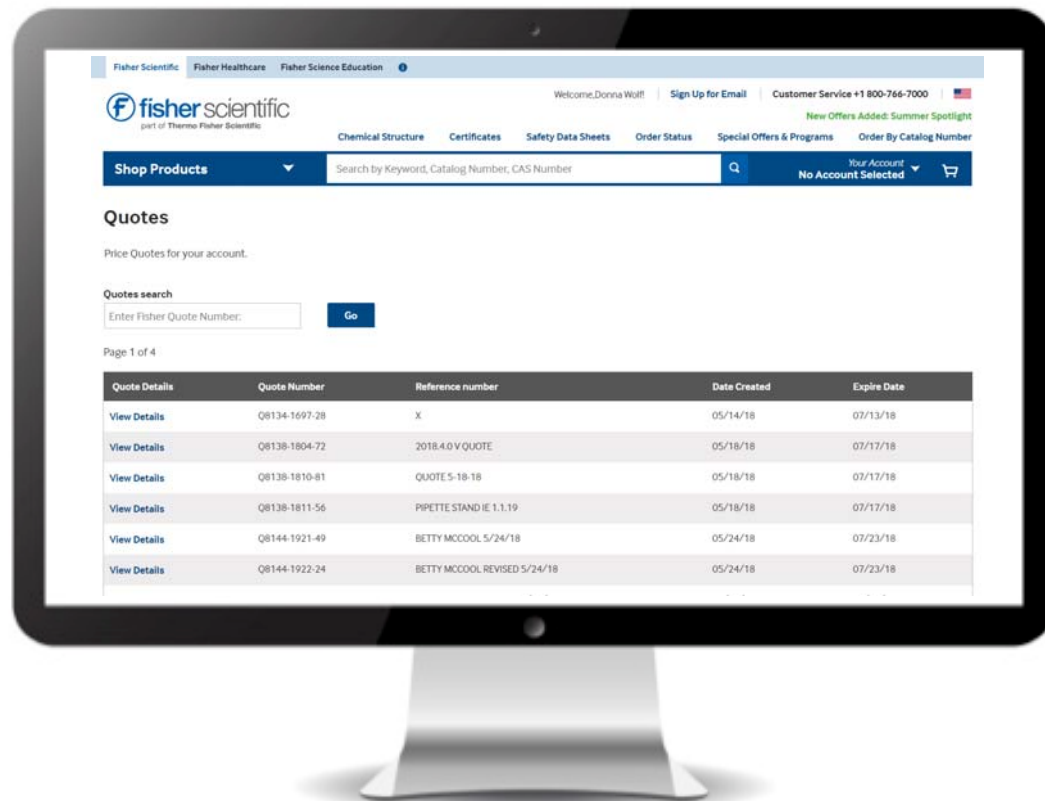 Fisher Scientific Fisher Healthcare Fisher Science Education
Welcome,Donna Wolf! Sign Up for Email Customer Service +1 800-766-7000
fisher scientific
part of Thermo Fisher Scientific
New Offers Added: Summer Spotlight
Chemical Structure Certificates Safety Data Sheets Order Status Special Offers & Programs Order By Catalog Number
Shop Products Search by Keyword, Catalog Number, CAS Number
Your Account
No Account Selected
Quotes
Price Quotes for your account.
Quotes search
Enter Fisher Quote Number: Go
Page 1 of 4
Quote Details Quote Number Reference number Date Created Expire Date
View Details Q8134-1697-28 X 05/14/18 07/13/18
View Details Q8138-1804-72 2018.4.0 V QUOTE 05/18/18 07/17/18
View Details Q8138-1810-81 QUOTE 5-18-18 05/18/18 07/17/18
View Details Q8138-1811-56 PIPETTE STAND IE 1.1.19 05/18/18 07/17/18
View Details Q8144-1921-49 BETTY MCCOOL 5/24/18 05/24/18 07/23/18
View Details Q8144-1922-24 BETTY MCCOOL REVISED 5/24/18 05/24/18 07/23/18